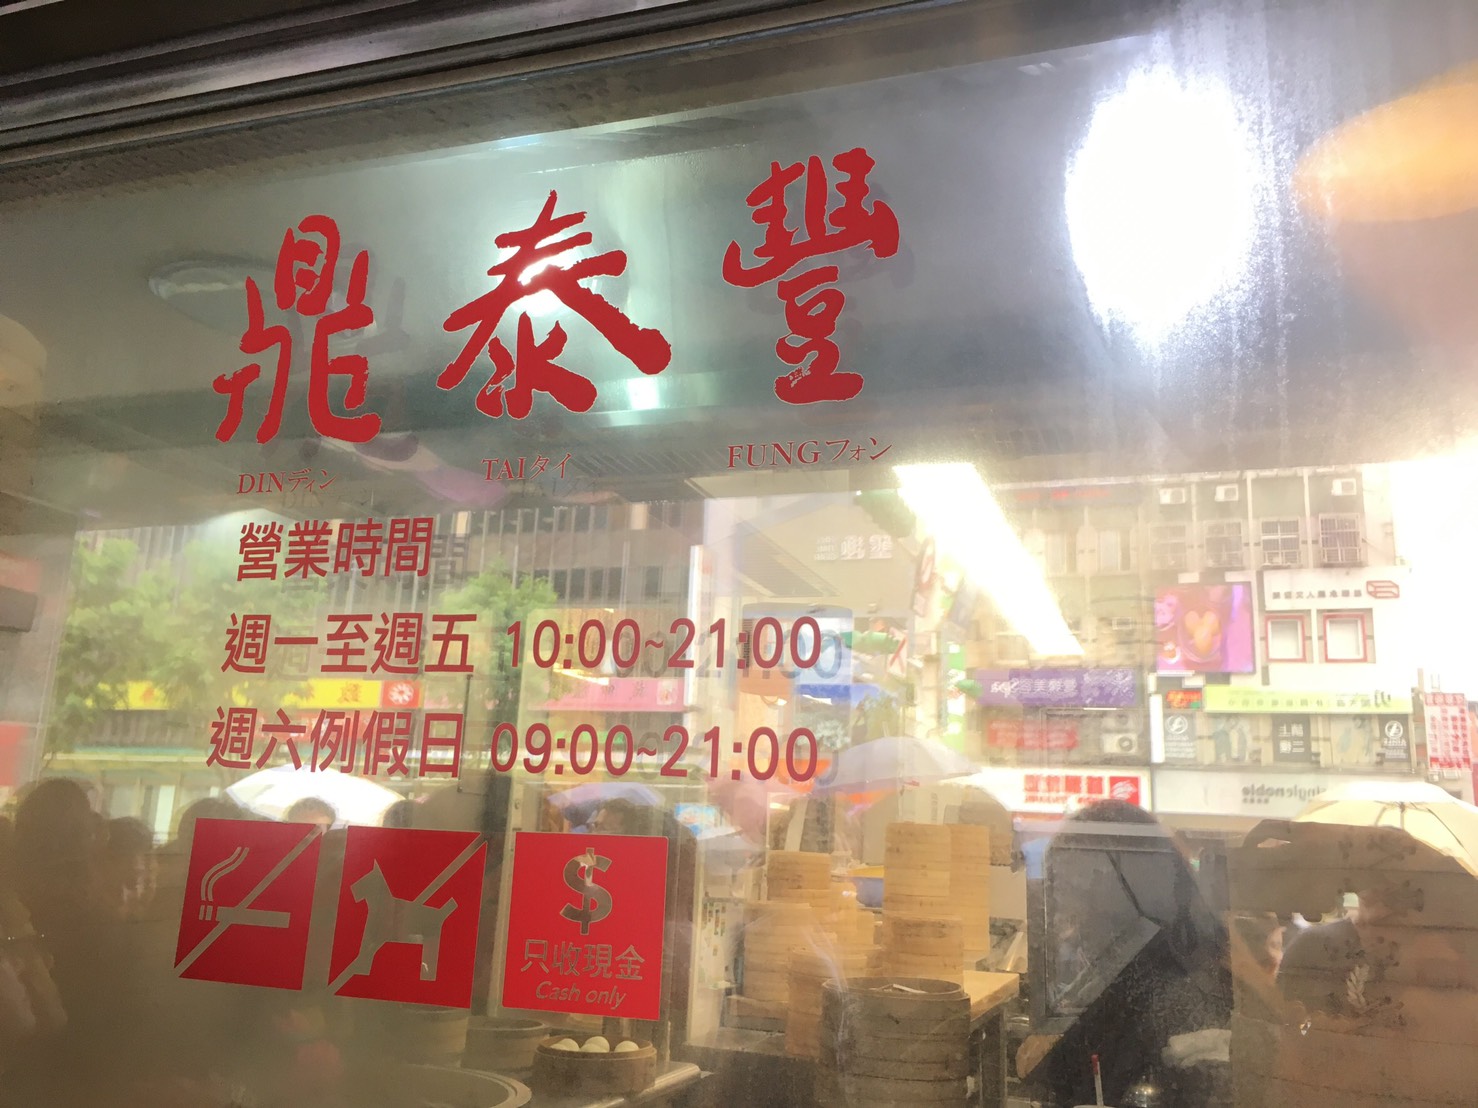 鼎泰豐
DINディン TAIタイ FUNGフォン
營業時間
週一至週五 10:00~21:00
週六例假日 09:00~21:00
$
只收現金
Cash only